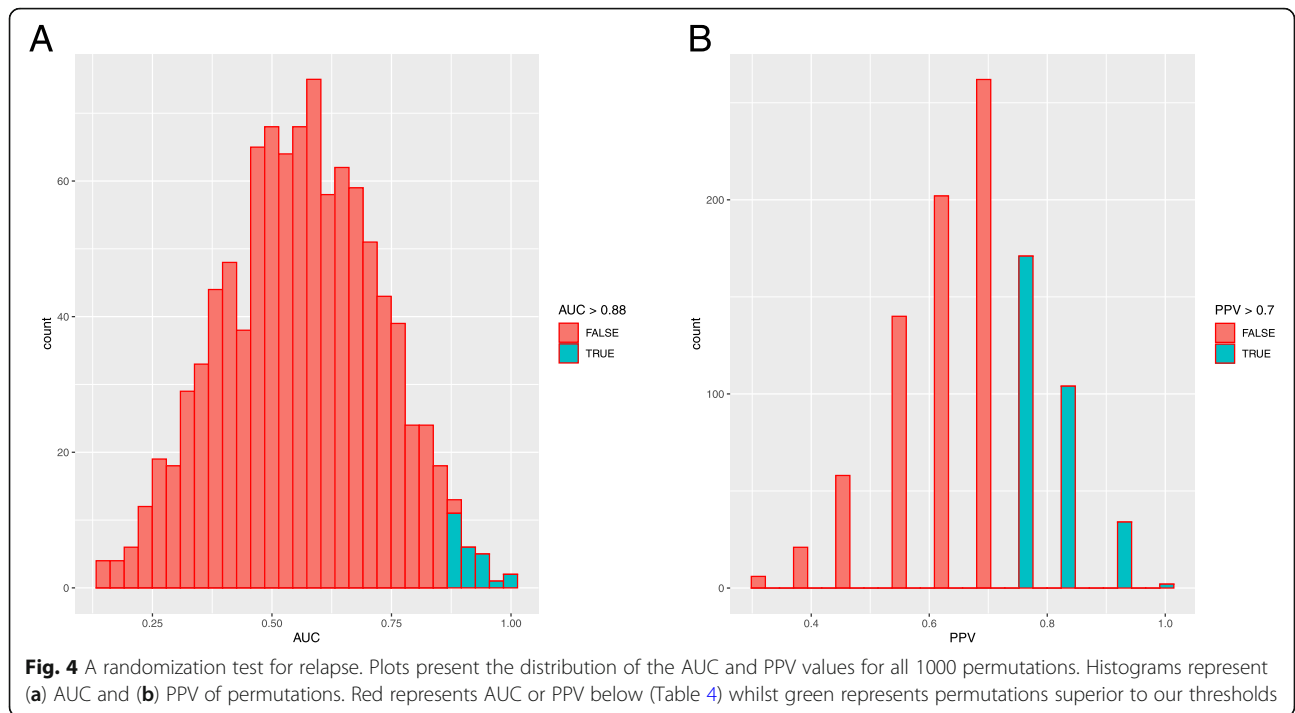 A
60
40
20
0
count
0.25 0.50 0.75 1.00
AUC
AUC > 0.88
FALSE
TRUE
B
200
100
0
count
0.4 0.6 0.8 1.0
PPV
PPV > 0.7
FALSE
TRUE
Fig. 4 A randomization test for relapse. Plots present the distribution of the AUC and PPV values for all 1000 permutations. Histograms represent
(a) AUC and (b) PPV of permutations. Red represents AUC or PPV below (Table 4) whilst green represents permutations superior to our thresholds